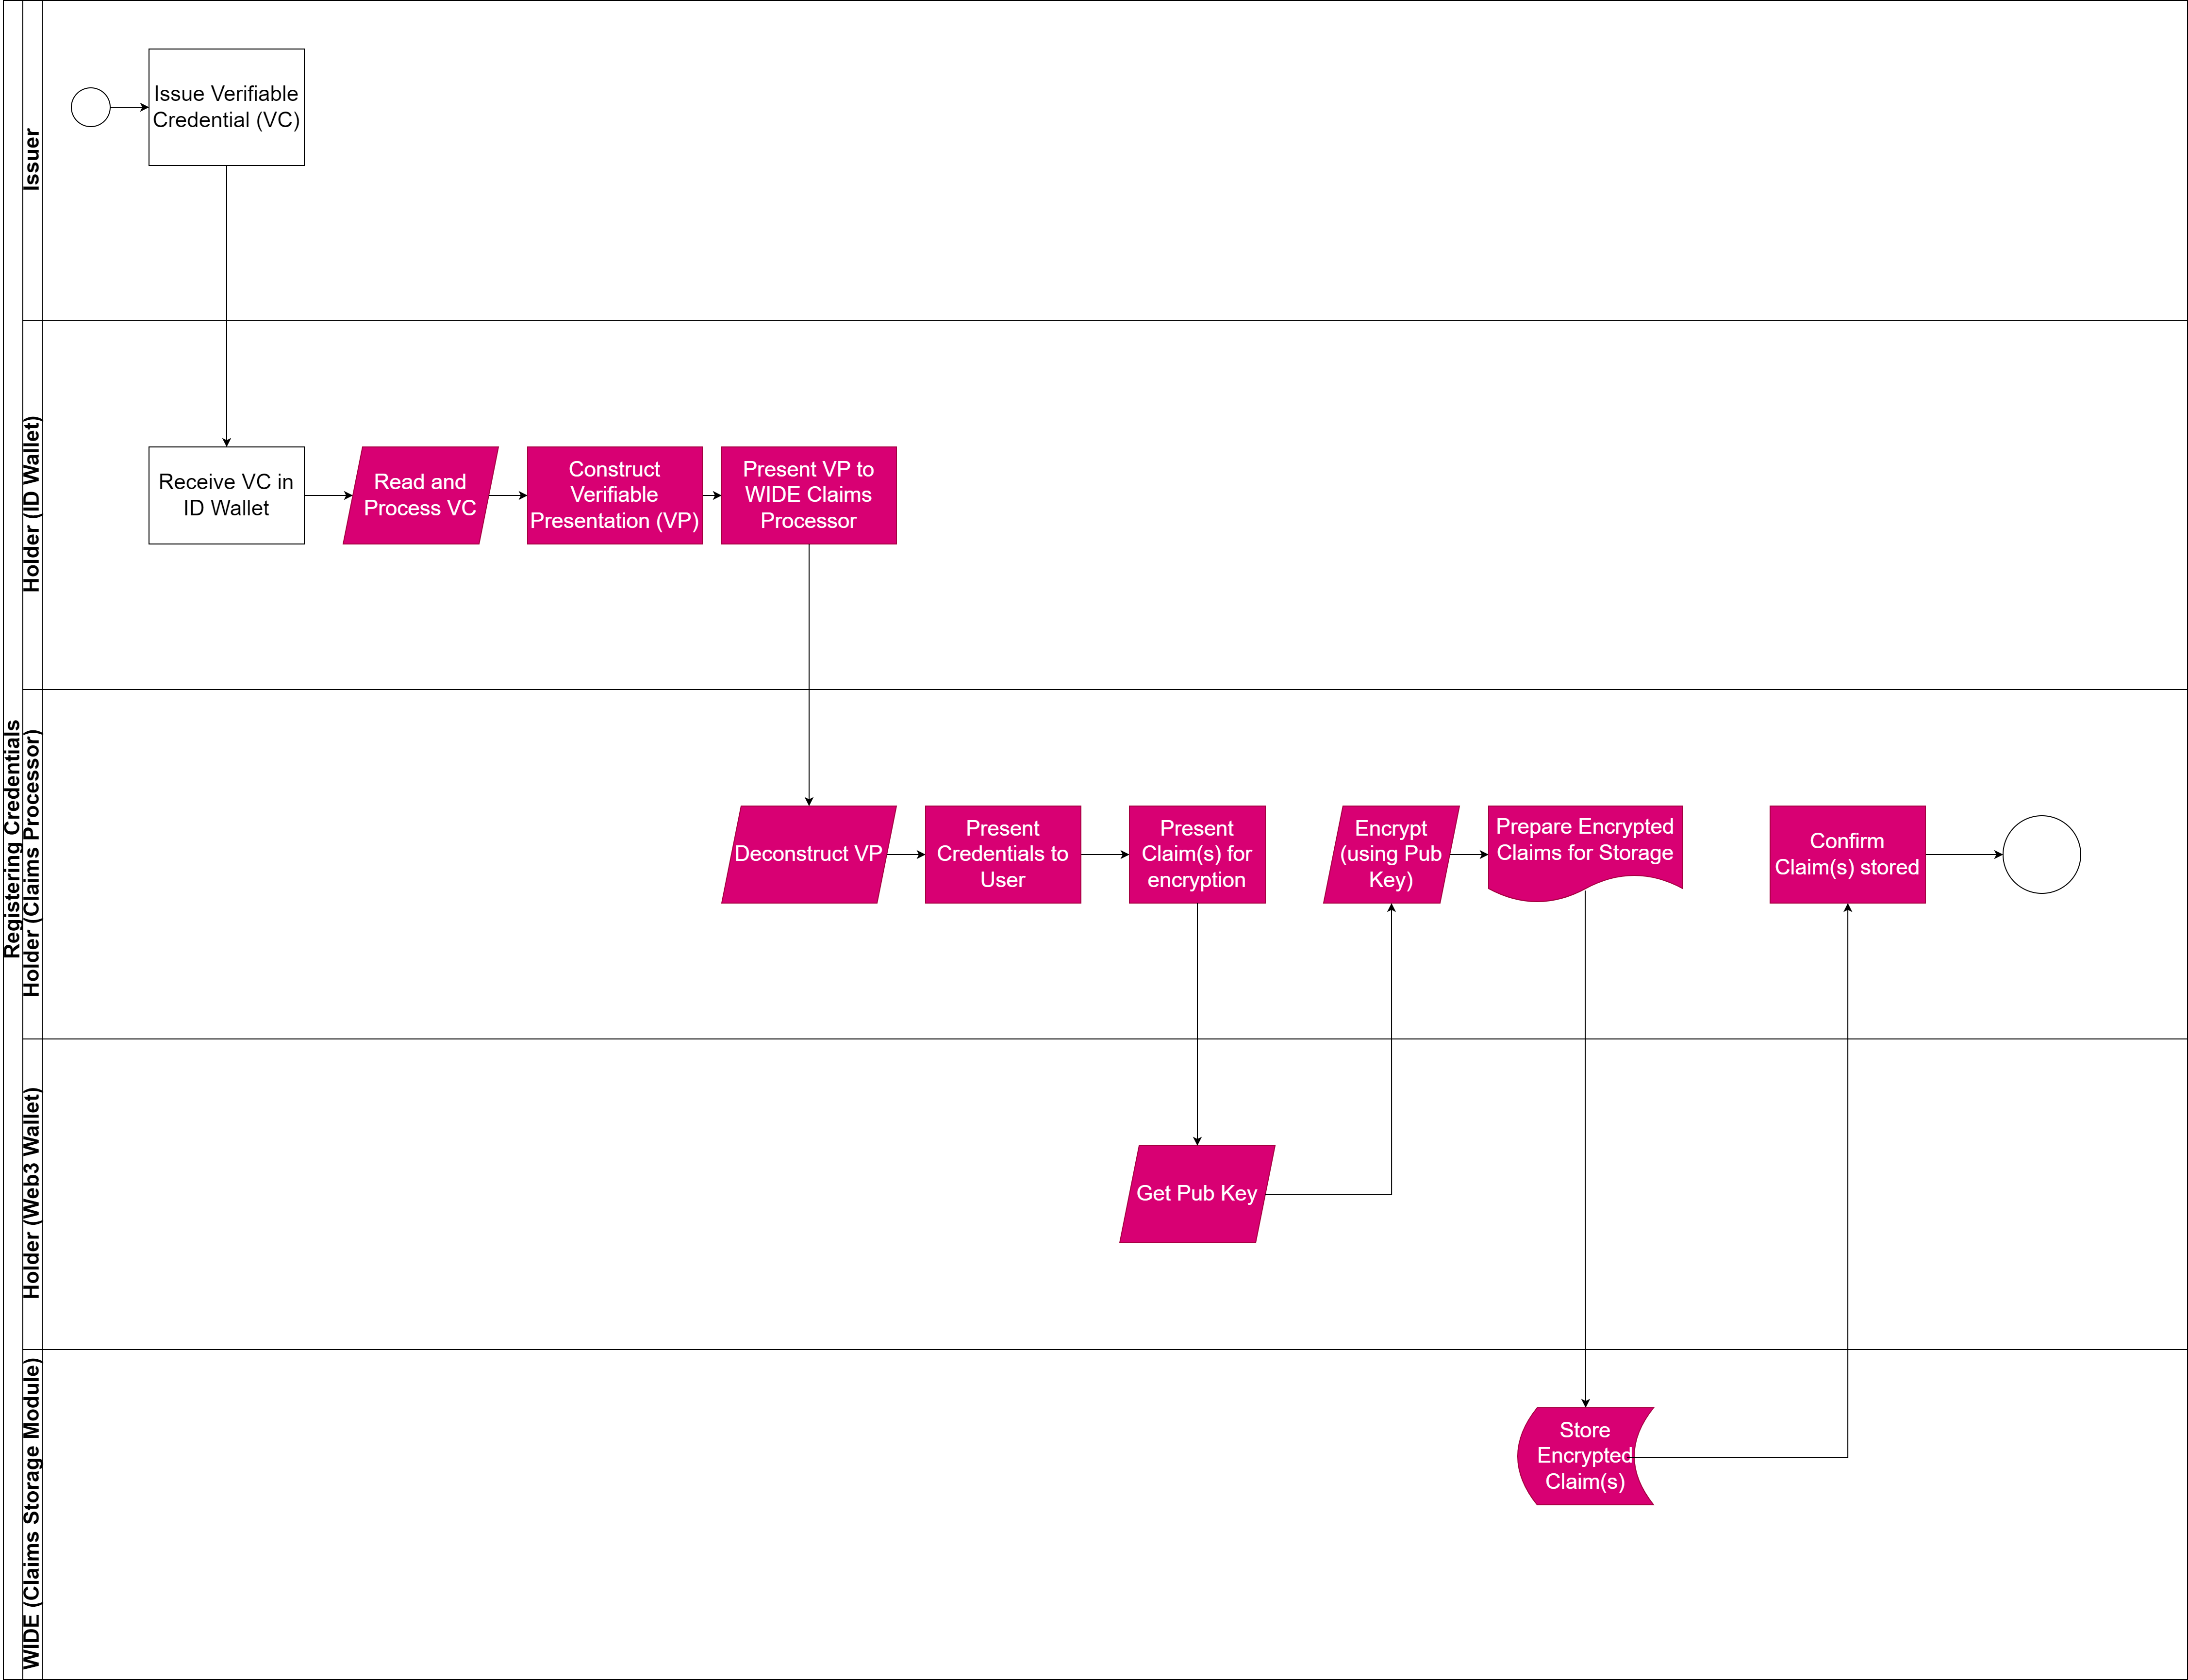 Registering Credentials
Issuer
Issue Verifiable
Credential (VC)
Holder (ID Wallet)
Receive VC in
ID Wallet
Read and
Process VC
Construct
Verifiable
Presentation (VP)
Present VP to
WIDE Claims
Processor
Holder (Claims Processor)
Deconstruct VP
Present
Credentials to
User
Present
Claim(s) for
encryption
Encrypt
(using Pub
Key)
Prepare Encrypted
Claims for Storage
Confirm
Claim(s) stored
Holder (Web3 Wallet)
Get Pub Key
WIDE (Claims Storage Module)
Store
Encrypted
Claim(s)